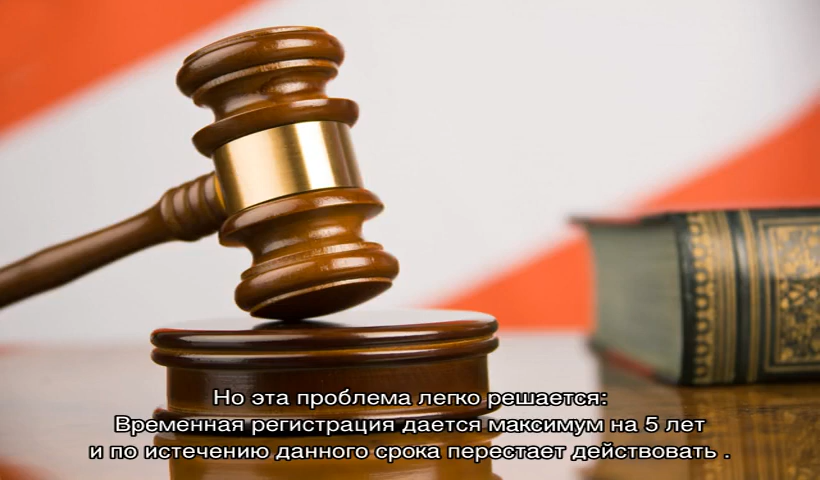 Но эта проблема легко решается:
Временная регистрация дается максимум на 5 лет
и по истечению данного срока перестает действовать .